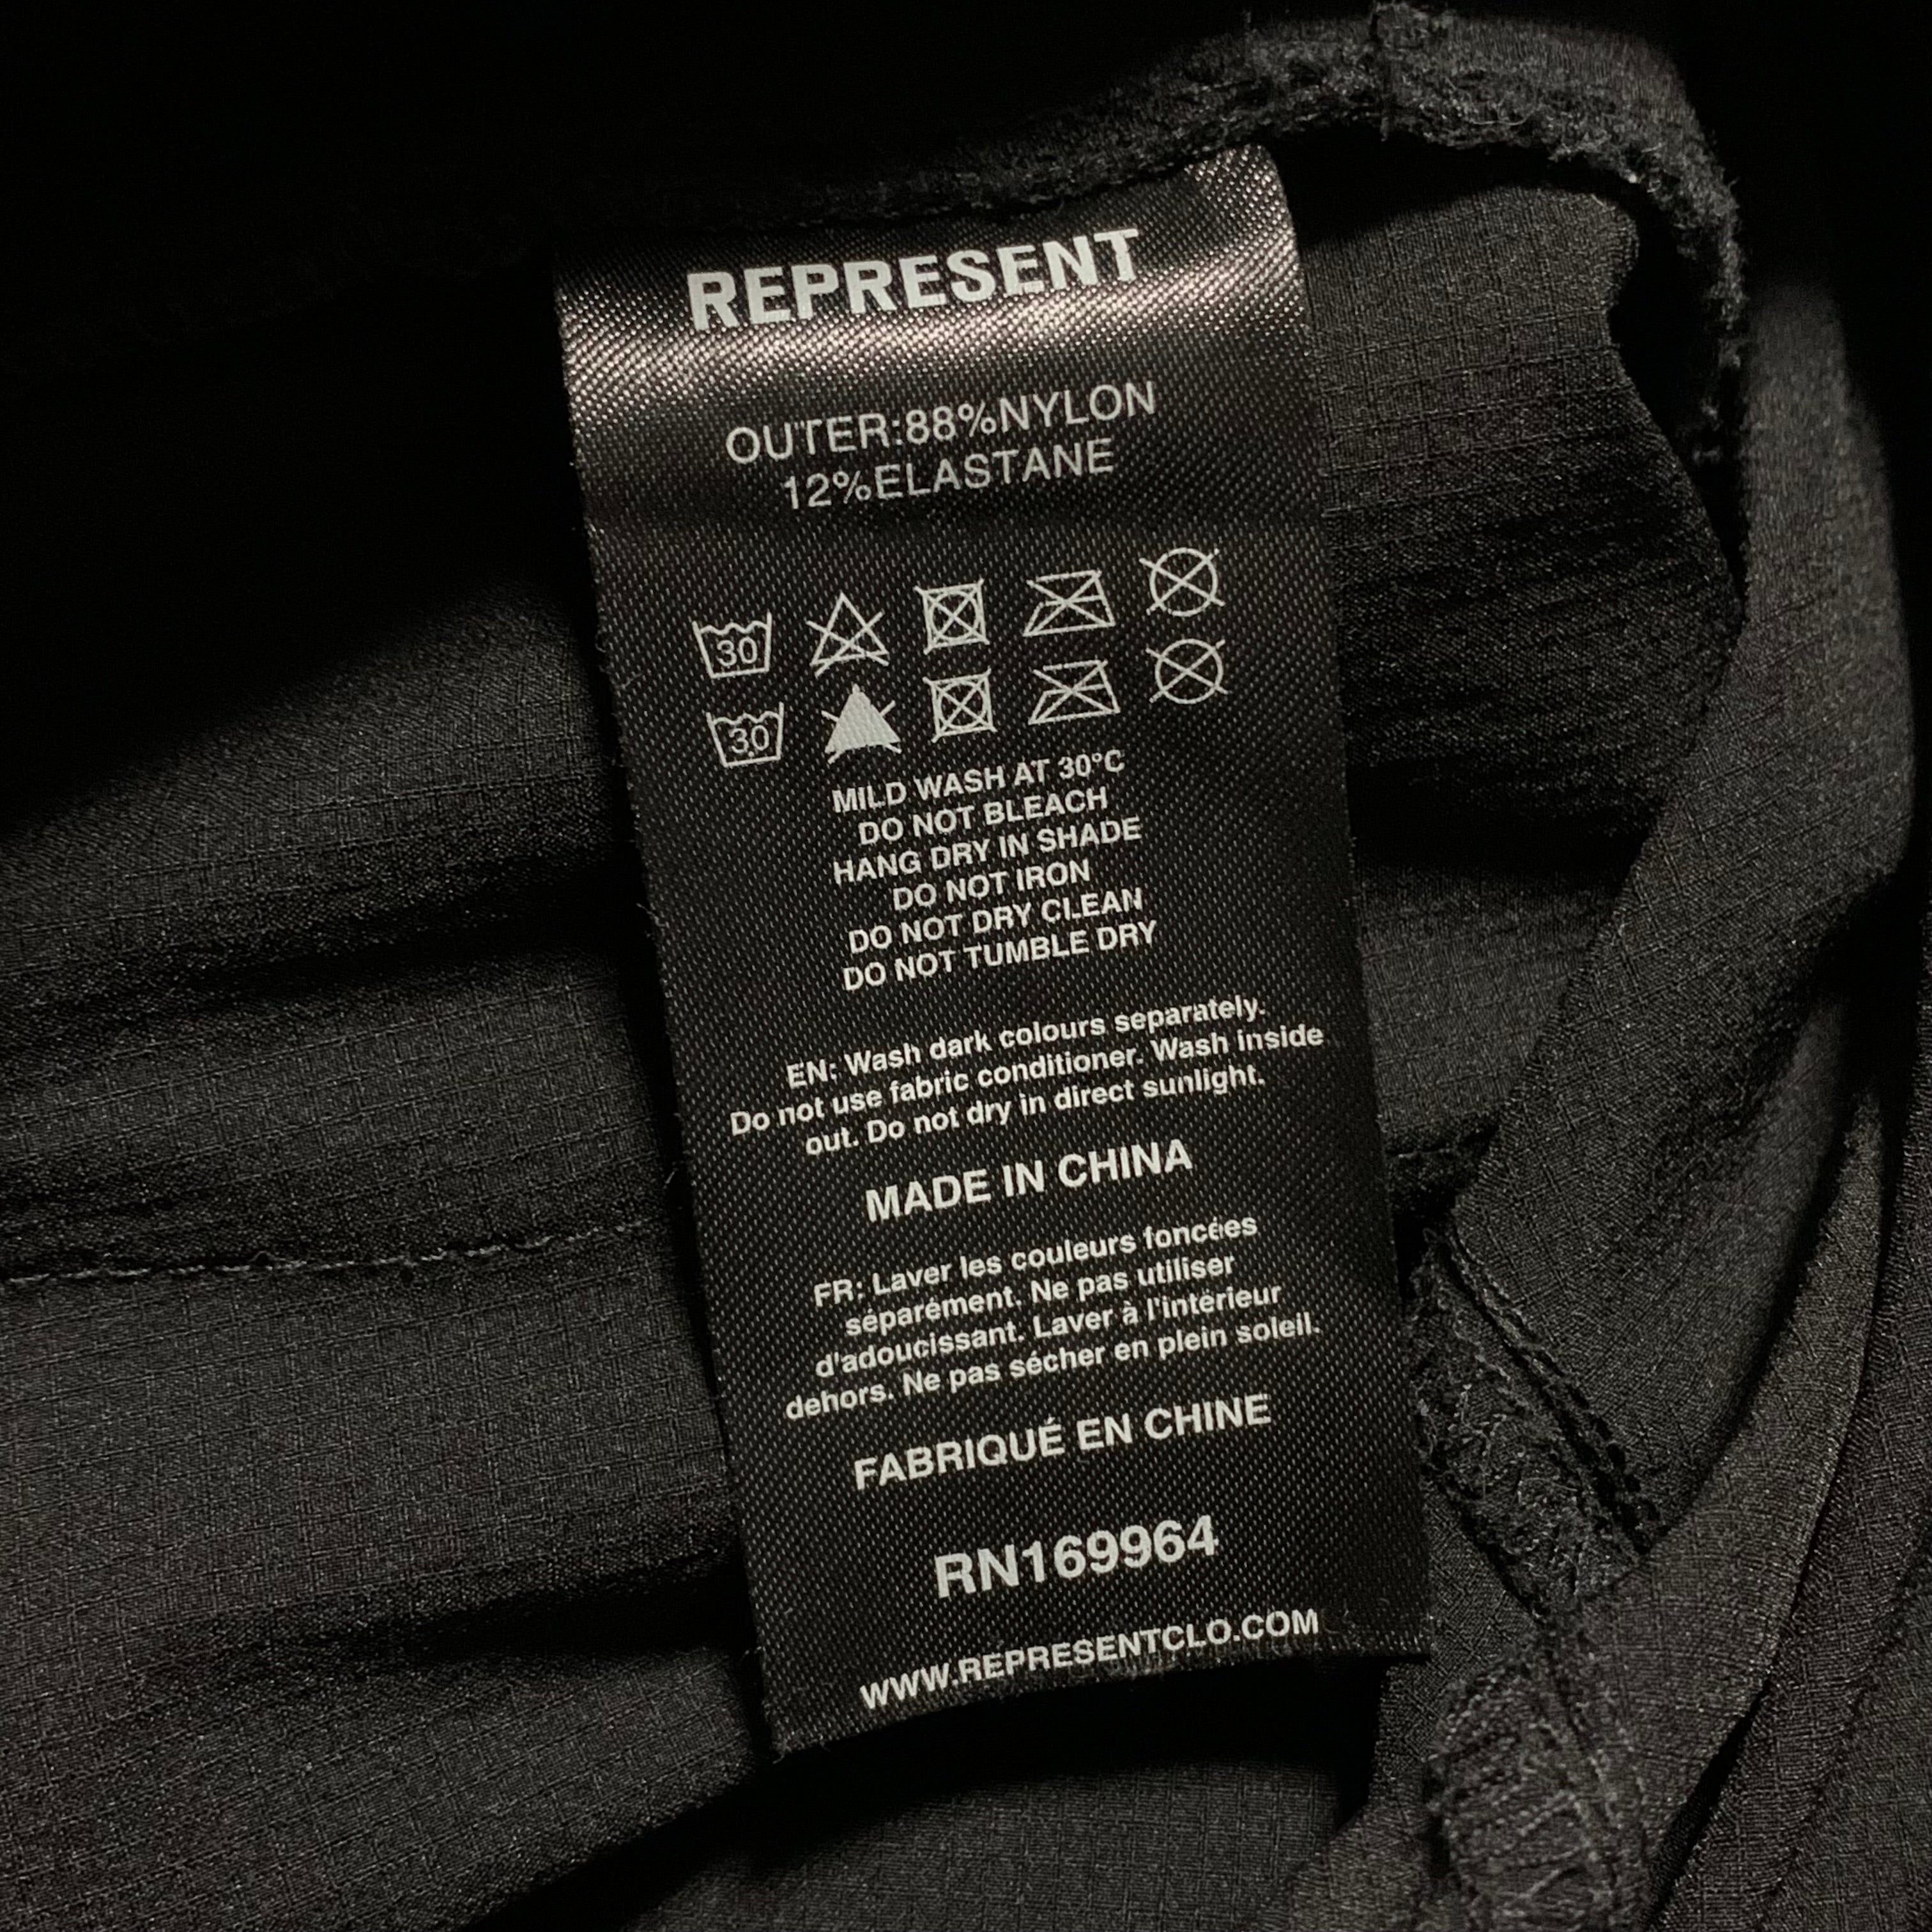 REPRESENT
OUTER:88%NYLON
12%ELASTANE
30
30
MILD WASH AT 30°C
DO NOT BLEACH
HANG DRY IN SHADE
DO NOT IRON
DO NOT DRY CLEAN
DO NOT TUMBLE DRY
EN: Wash dark colours separately.
Do not use fabric conditioner. Wash inside
out. Do not dry in direct sunlight.
MADE IN CHINA
FR: Laver les couleurs foncées
séparément. Ne pas utiliser
d'adoucissant. Laver à l'intérieur
dehors. Ne pas sécher en plein soleil.
FABRIQUÉ EN CHINE
RN169964
WWW.REPRESENTCLO.COM